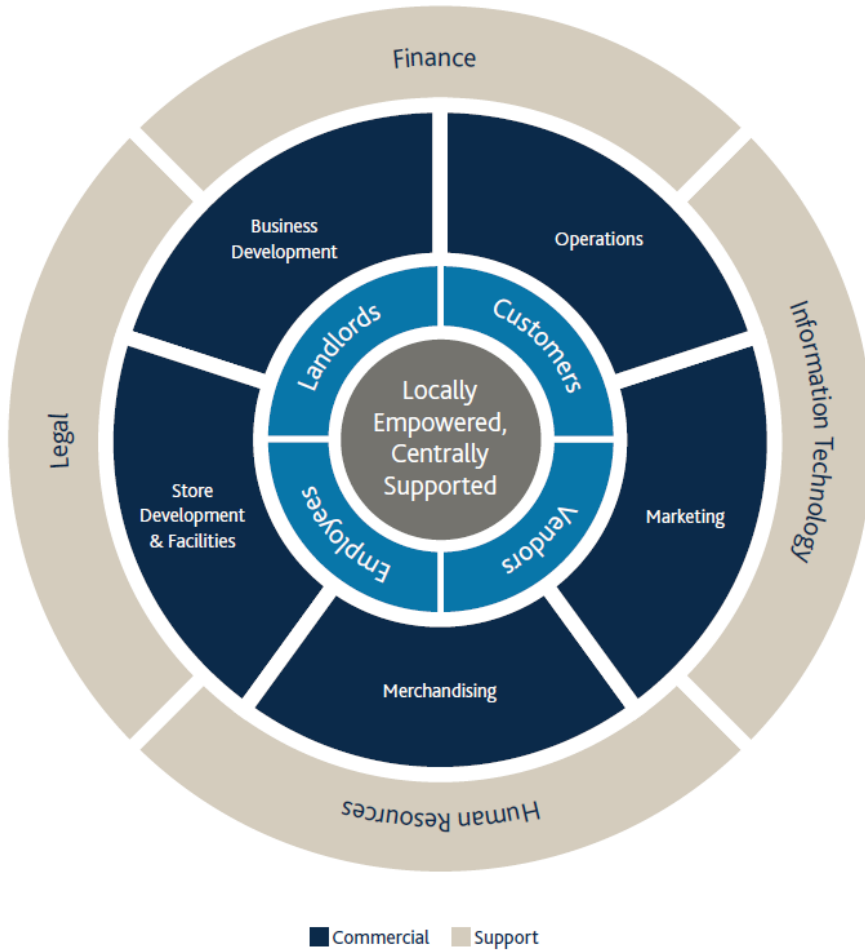 Finance
Business
Development
Operations
Landlords
Customers
Information Technology
Legal
Locally
Empowered,
Centrally
Supported
Store
Development
& Facilities
Employees
Vendors
Marketing
Merchandising
Human Resources
Commercial
Support